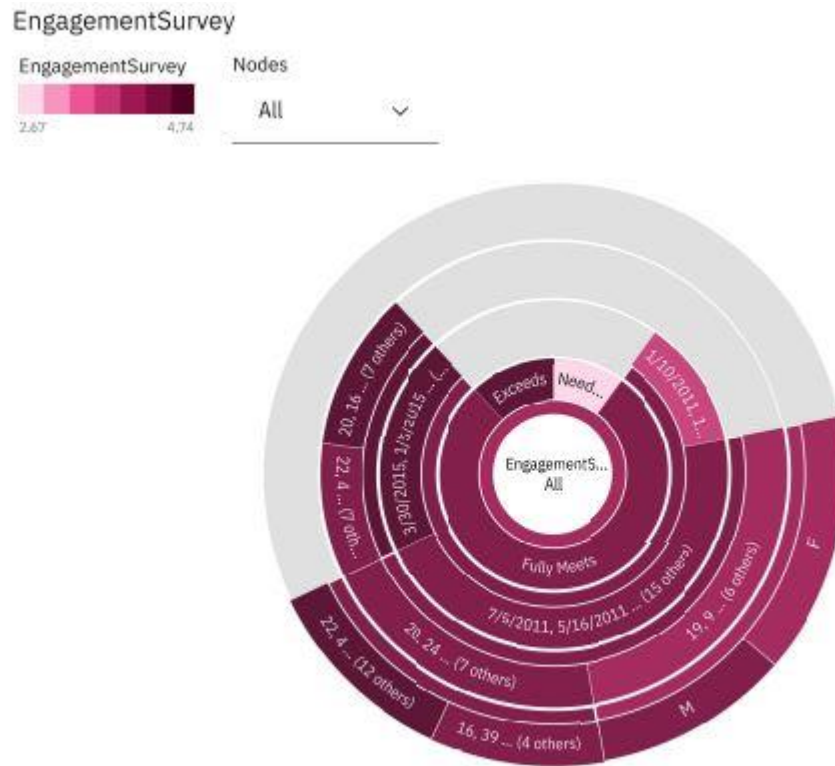 EngagementSurvey
EngagementSurvey
2.67
4.74
Nodes
All
Exceeds
Need...
1/10/2011, 1...
20, 16 ... (7 others)
3/30/2015, 1/5/2015 ... (...
22, 4 ... (7 oth...
EngagementS...
All
Fully Meets
7/5/2011, 5/16/2011 ... (15 others)
F
19, 9 ... (6 others)
20, 24 ... (7 others)
22, 4 ... (12 others)
M
16, 39 ... (4 others)